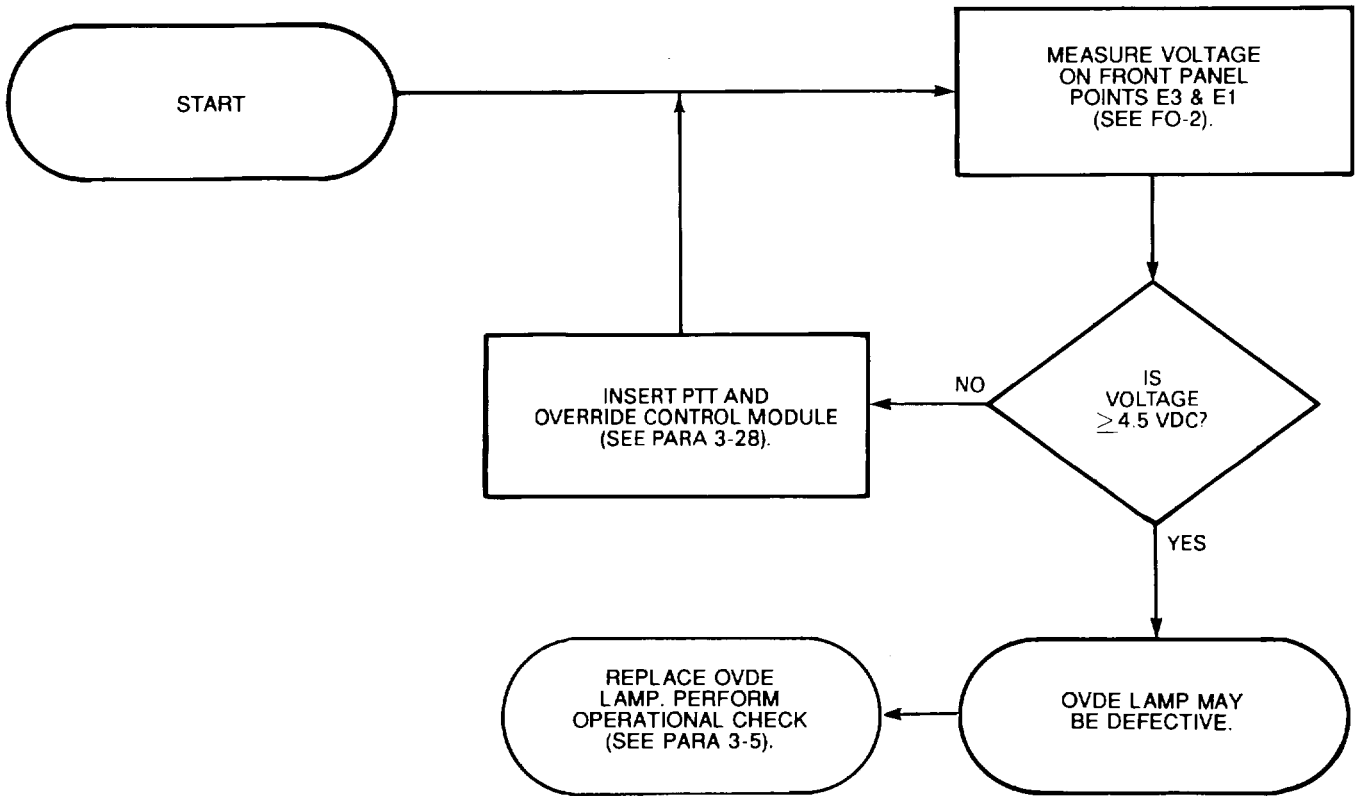 START
MEASURE VOLTAGE
ON FRONT PANEL
POINTS E3 & E1
(SEE FO-2).
IS
VOLTAGE
≥4.5 VDC?
NO
INSERT PTT AND
OVERRIDE CONTROL MODULE
(SEE PARA 3-28).
YES
OVDE LAMP MAY
BE DEFECTIVE.
REPLACE OVDE
LAMP. PERFORM
OPERATIONAL CHECK
(SEE PARA 3-5).